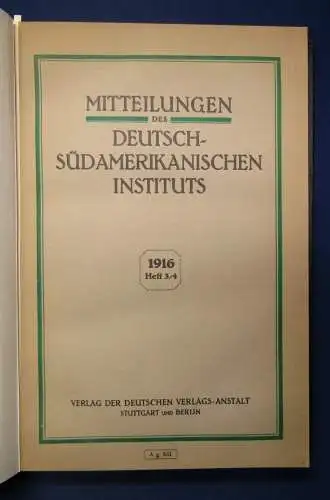 MITTEILUNGEN
DES
DEUTSCH-
SÜDAMERIKANISCHEN
INSTITUTS
1916
Heft 3/4
VERLAG DER DEUTSCHEN VERLAGS-ANSTALT
STUTTGART UND BERLIN